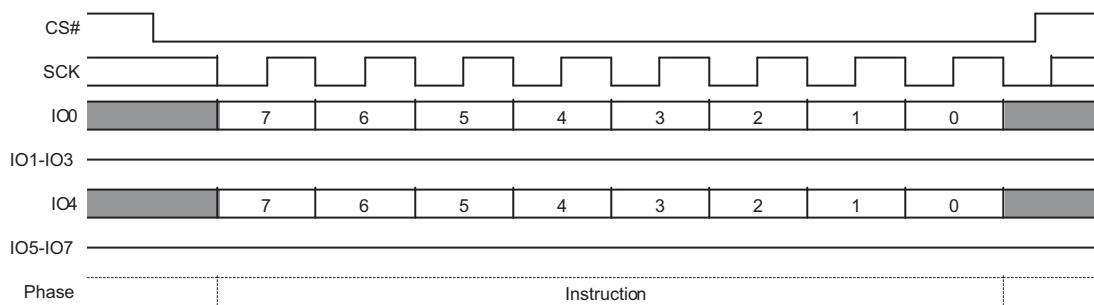 CS#
SCK
IO0 7 6 5 4 3 2 1 0
IO1-IO3
IO4 7 6 5 4 3 2 1 0
IO5-IO7
Phase Instruction